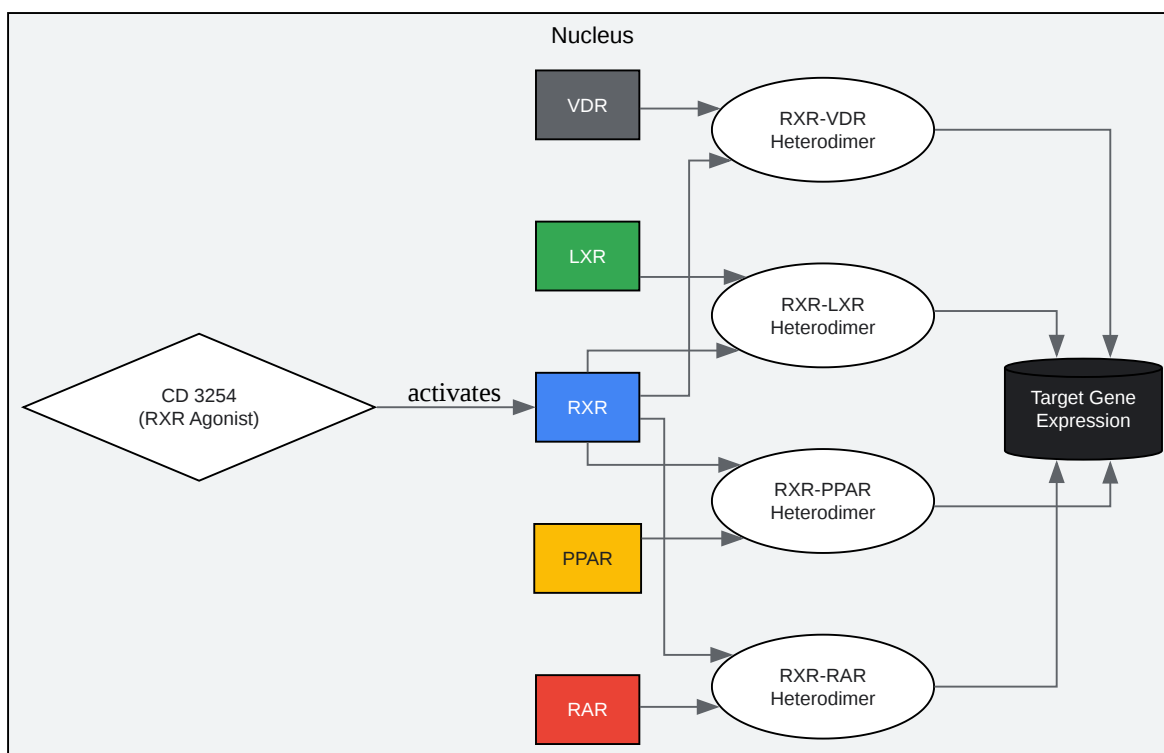 Nucleus
VDR
RXR-VDR
Heterodimer
LXR
RXR-LXR
Heterodimer
CD 3254
(RXR Agonist)
activates
RXR
Target Gene
Expression
RXR-PPAR
Heterodimer
PPAR
RXR-RAR
Heterodimer
RAR